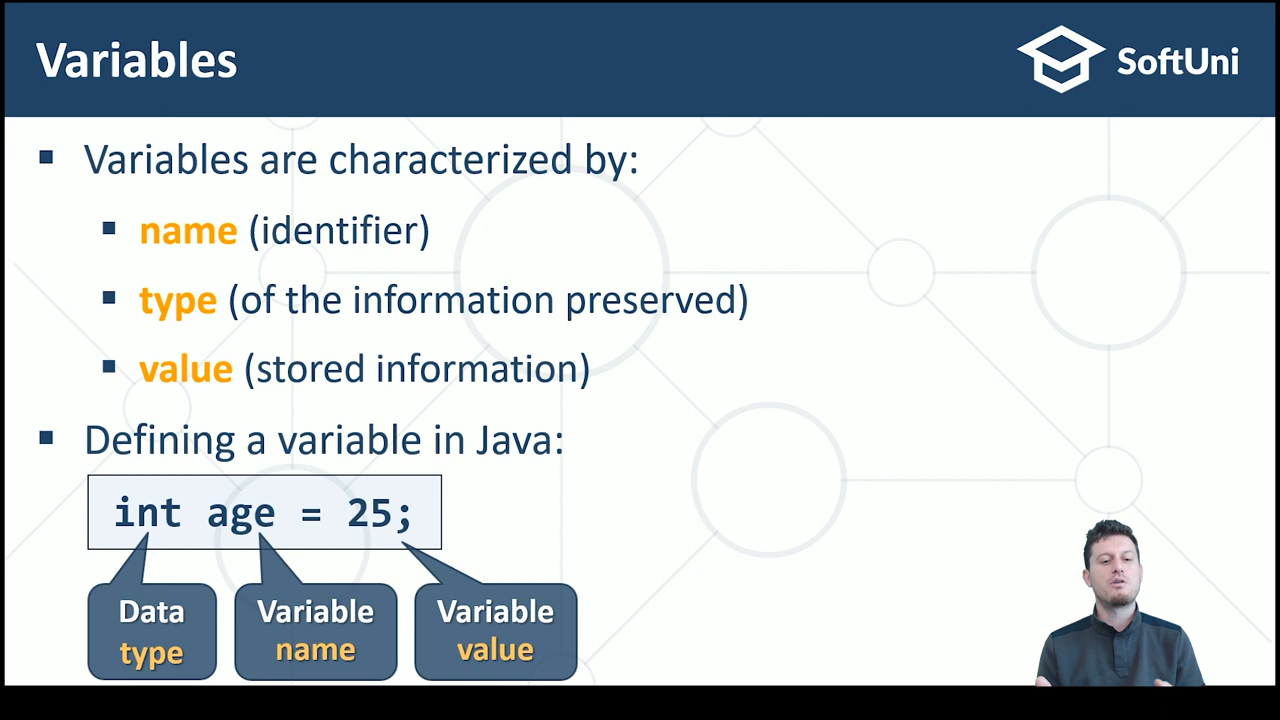 Variables
SoftUni
▪ Variables are characterized by:
▪ name (identifier)
▪ type (of the information preserved)
▪ value (stored information)
▪ Defining a variable in Java:
int age = 25;
Data
type
Variable
name
Variable
value